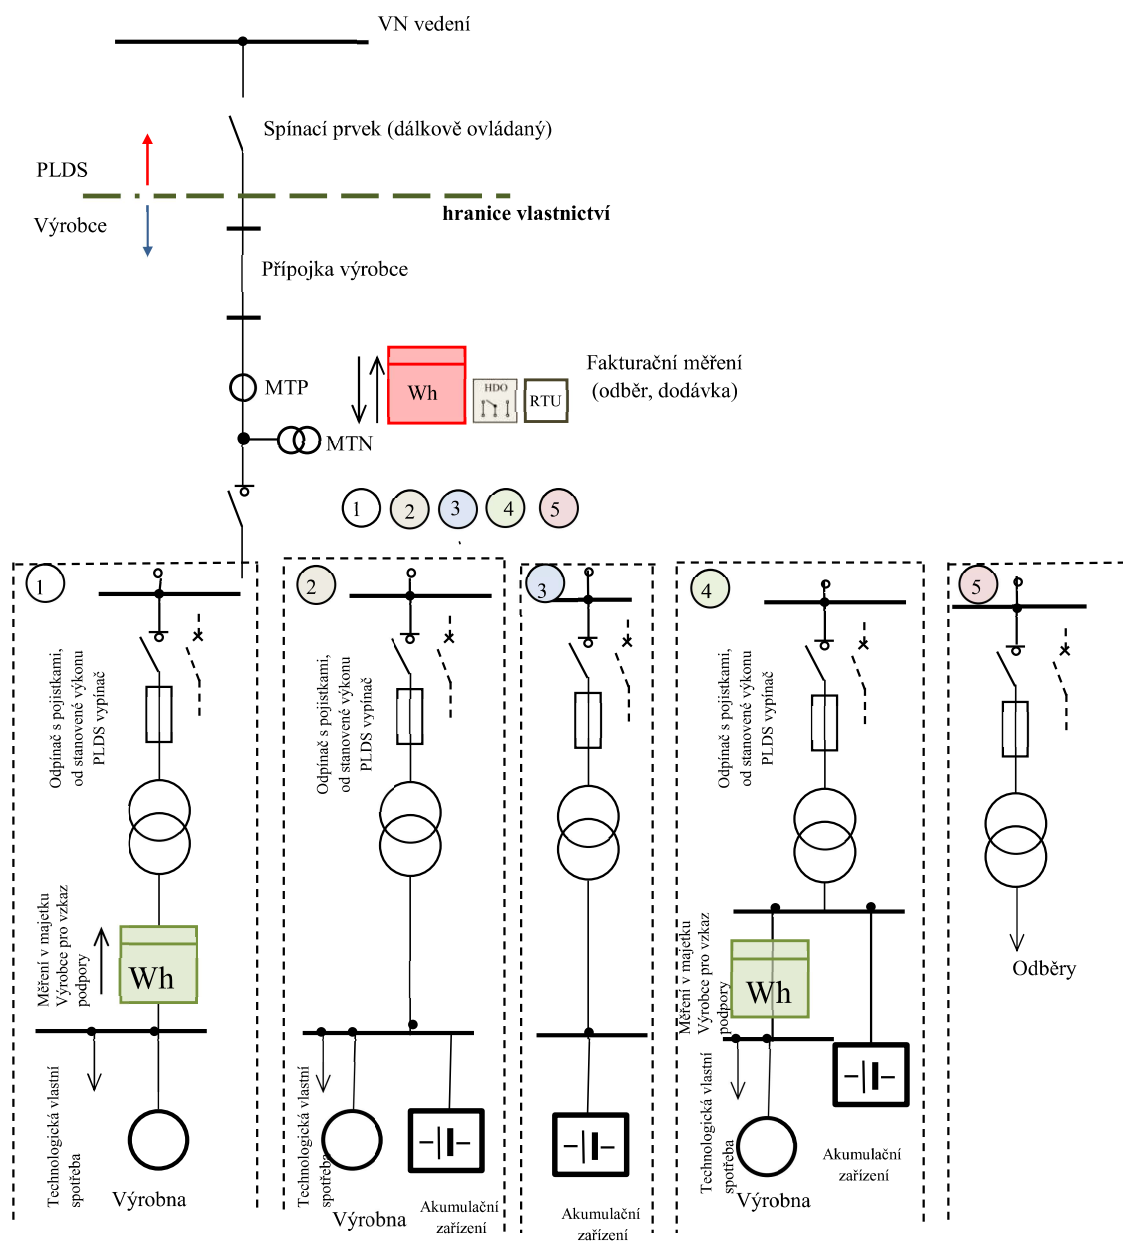 VN vedení
Spínací prvek (dálkově ovládaný)
PLDS
hranice vlastnictví
Výrobce
Přípojka výrobce
Fakturační měření
(odběr, dodávka)
Wh
HDO
RTU
MTP
MTN
1
2
3
4
5
1
Odpínač s pojistkami,
od stanovené výkonu
PLDS vypínač
Měření v majetku
Výrobce pro vzkaz
podpory
Wh
Technologická vlastní
spotřeba
Výrobna
2
Odpínač s pojistkami,
od stanovené výkonu
PLDS vypínač
Technologická vlastní
spotřeba
Výrobna
Akumulační
zařízení
3
Akumulační
zařízení
4
Odpínač s pojistkami,
od stanovené výkonu
PLDS vypínač
Měření v majetku
Výrobce pro vzkaz
podpory
Wh
Technologická vlastní
spotřeba
Výrobna
Akumulační
zařízení
5
Odběry